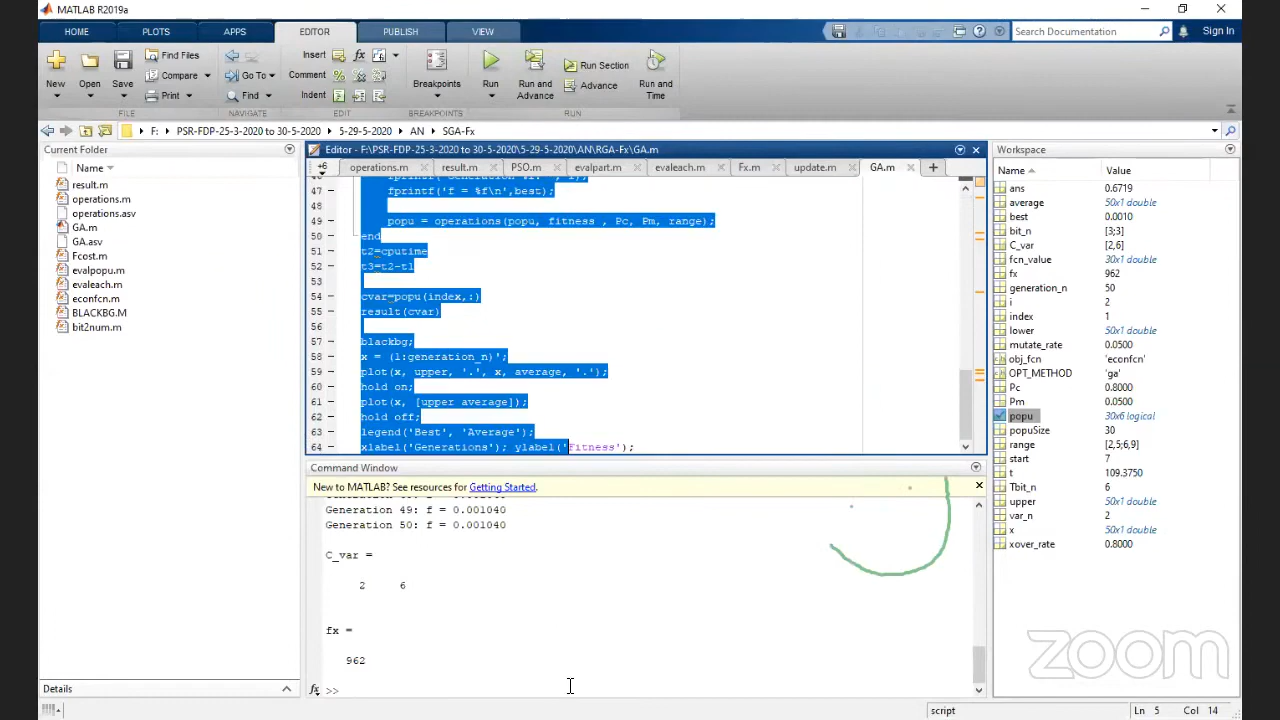 MATLAB R2019a
HOME PLOTS APPS EDITOR PUBLISH VIEW
Search Documentation Sign In
New Open Save Find Files Compare Print
Go To Find
Insert Comment Indent
Breakpoints Run Run and Advance Run Section Advance Run and Time
FILE NAVIGATE EDIT BREAKPOINTS RUN
F: PSR-FDP-25-3-2020 to 30-5-2020 5-29-5-2020 AN SGA-Fx
Current Folder
Name
result.m
operations.m
operations.asv
GA.m
GA.asv
Fcost.m
evalpopu.m
evaleach.m
econfcn.m
BLACKBG.M
bit2num.m
Details
Editor - F:\PSR-FDP-25-3-2020 to 30-5-2020\5-29-5-2020\AN\RGA-Fx\GA.m
+6 operations.m result.m PSO.m evalpart.m evaleach.m Fx.m update.m GA.m
47 fprintf('f = %f\n',best);
48
49 popu = operations(popu, fitness , Pc, Pm, range);
50 end
51 t2=cputime
52 t3=t2-t1
53
54 cvar=popu(index,:)
55 result(cvar)
56
57 blackbg;
58 x = (1:generation_n)';
59 plot(x, upper, '.', x, average, '.');
60 hold on;
61 plot(x, [upper average]);
62 hold off;
63 legend('Best', 'Average');
64 xlabel('Generations'); ylabel('Fitness');
Command Window
New to MATLAB? See resources for Getting Started.
Generation 49: f = 0.001040
Generation 50: f = 0.001040
C_var =
2 6
fx =
962
fx >>
Workspace
Name Value
ans 0.6719
average 50x1 double
best 0.0010
bit_n [3;3]
C_var [2,6]
fcn_value 30x1 double
fx 962
generation_n 50
i 2
index 1
lower 50x1 double
mutate_rate 0.0500
obj_fcn 'econfcn'
OPT_METHOD 'ga'
Pc 0.8000
Pm 0.0500
popu 30x6 logical
popuSize 30
range [2,5;6,9]
start 7
t 109.3750
Tbit_n 6
upper 50x1 double
var_n 2
x 50x1 double
xover_rate 0.8000
zoom
script Ln 5 Col 14